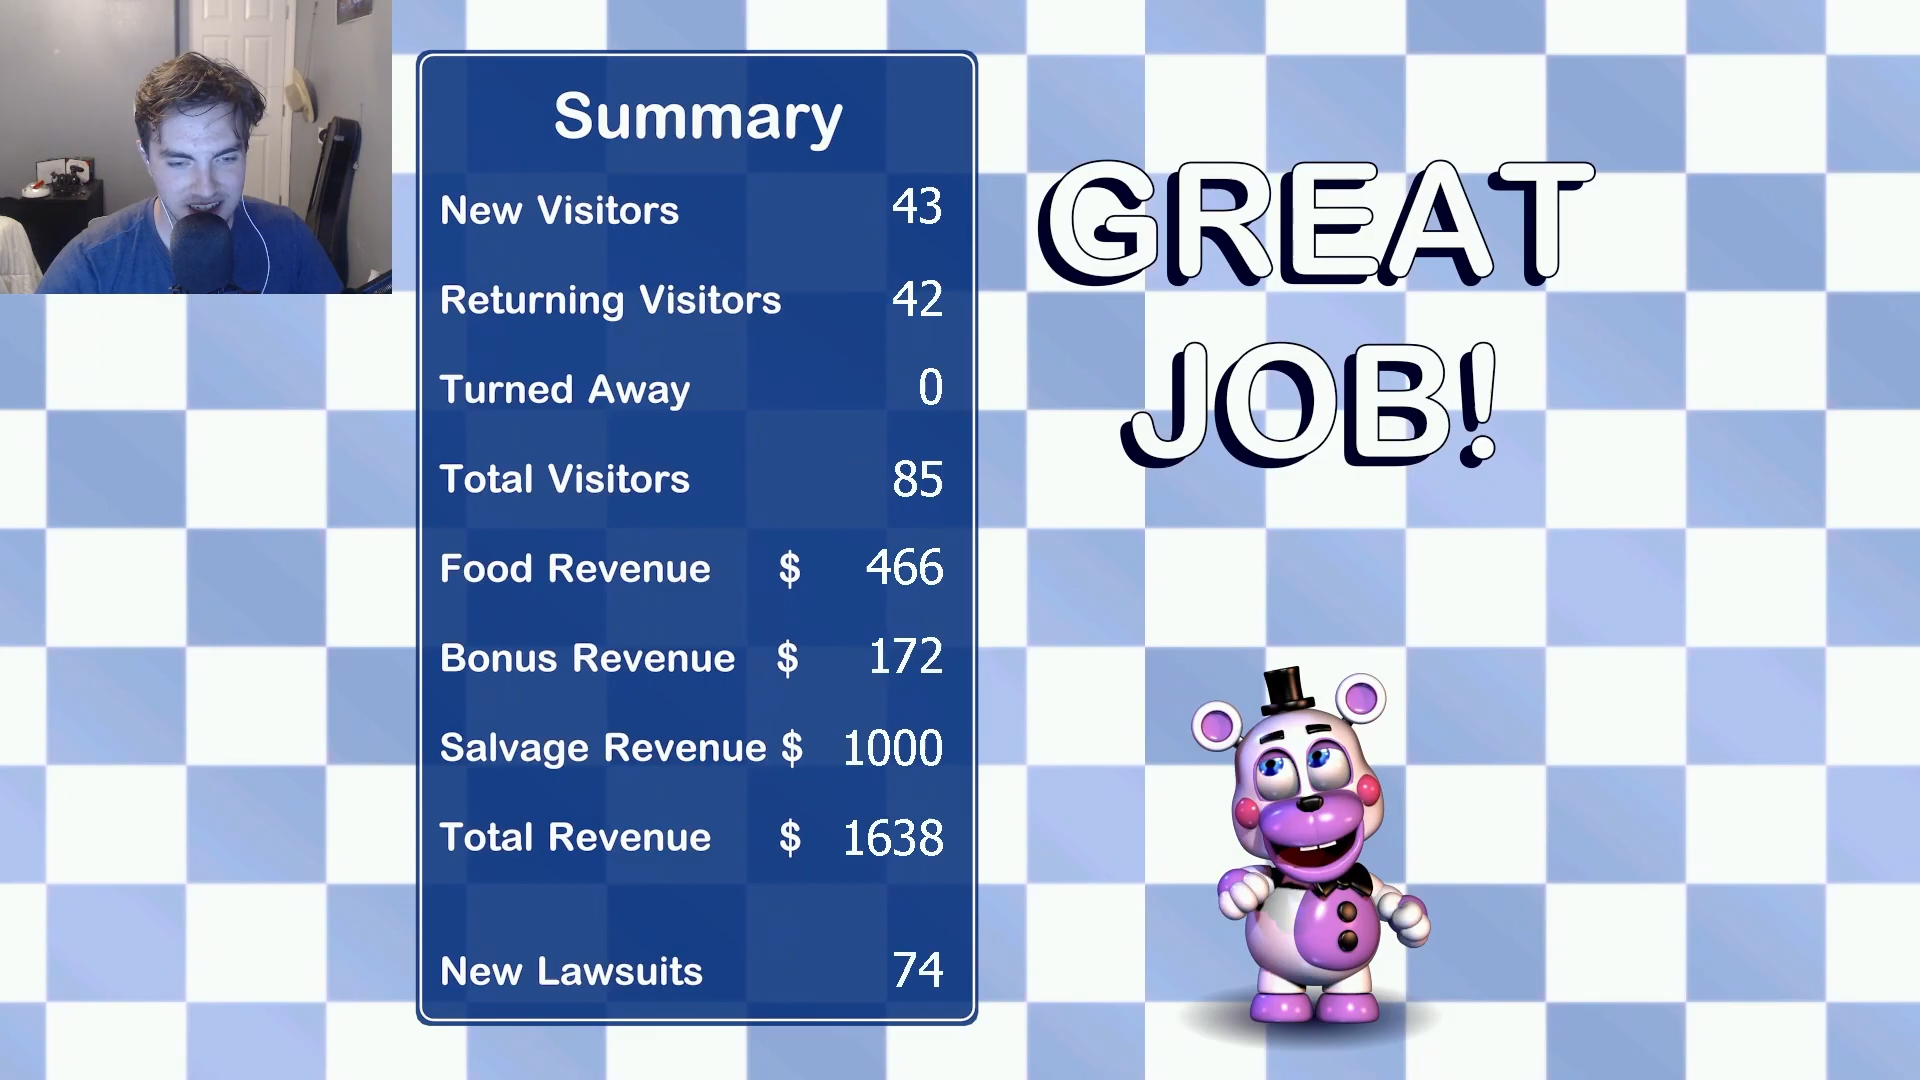 Summary
New Visitors 43
Returning Visitors 42
Turned Away 0
Total Visitors 85
Food Revenue $ 466
Bonus Revenue $ 172
Salvage Revenue $ 1000
Total Revenue $ 1638
New Lawsuits 74
GREAT
JOB!